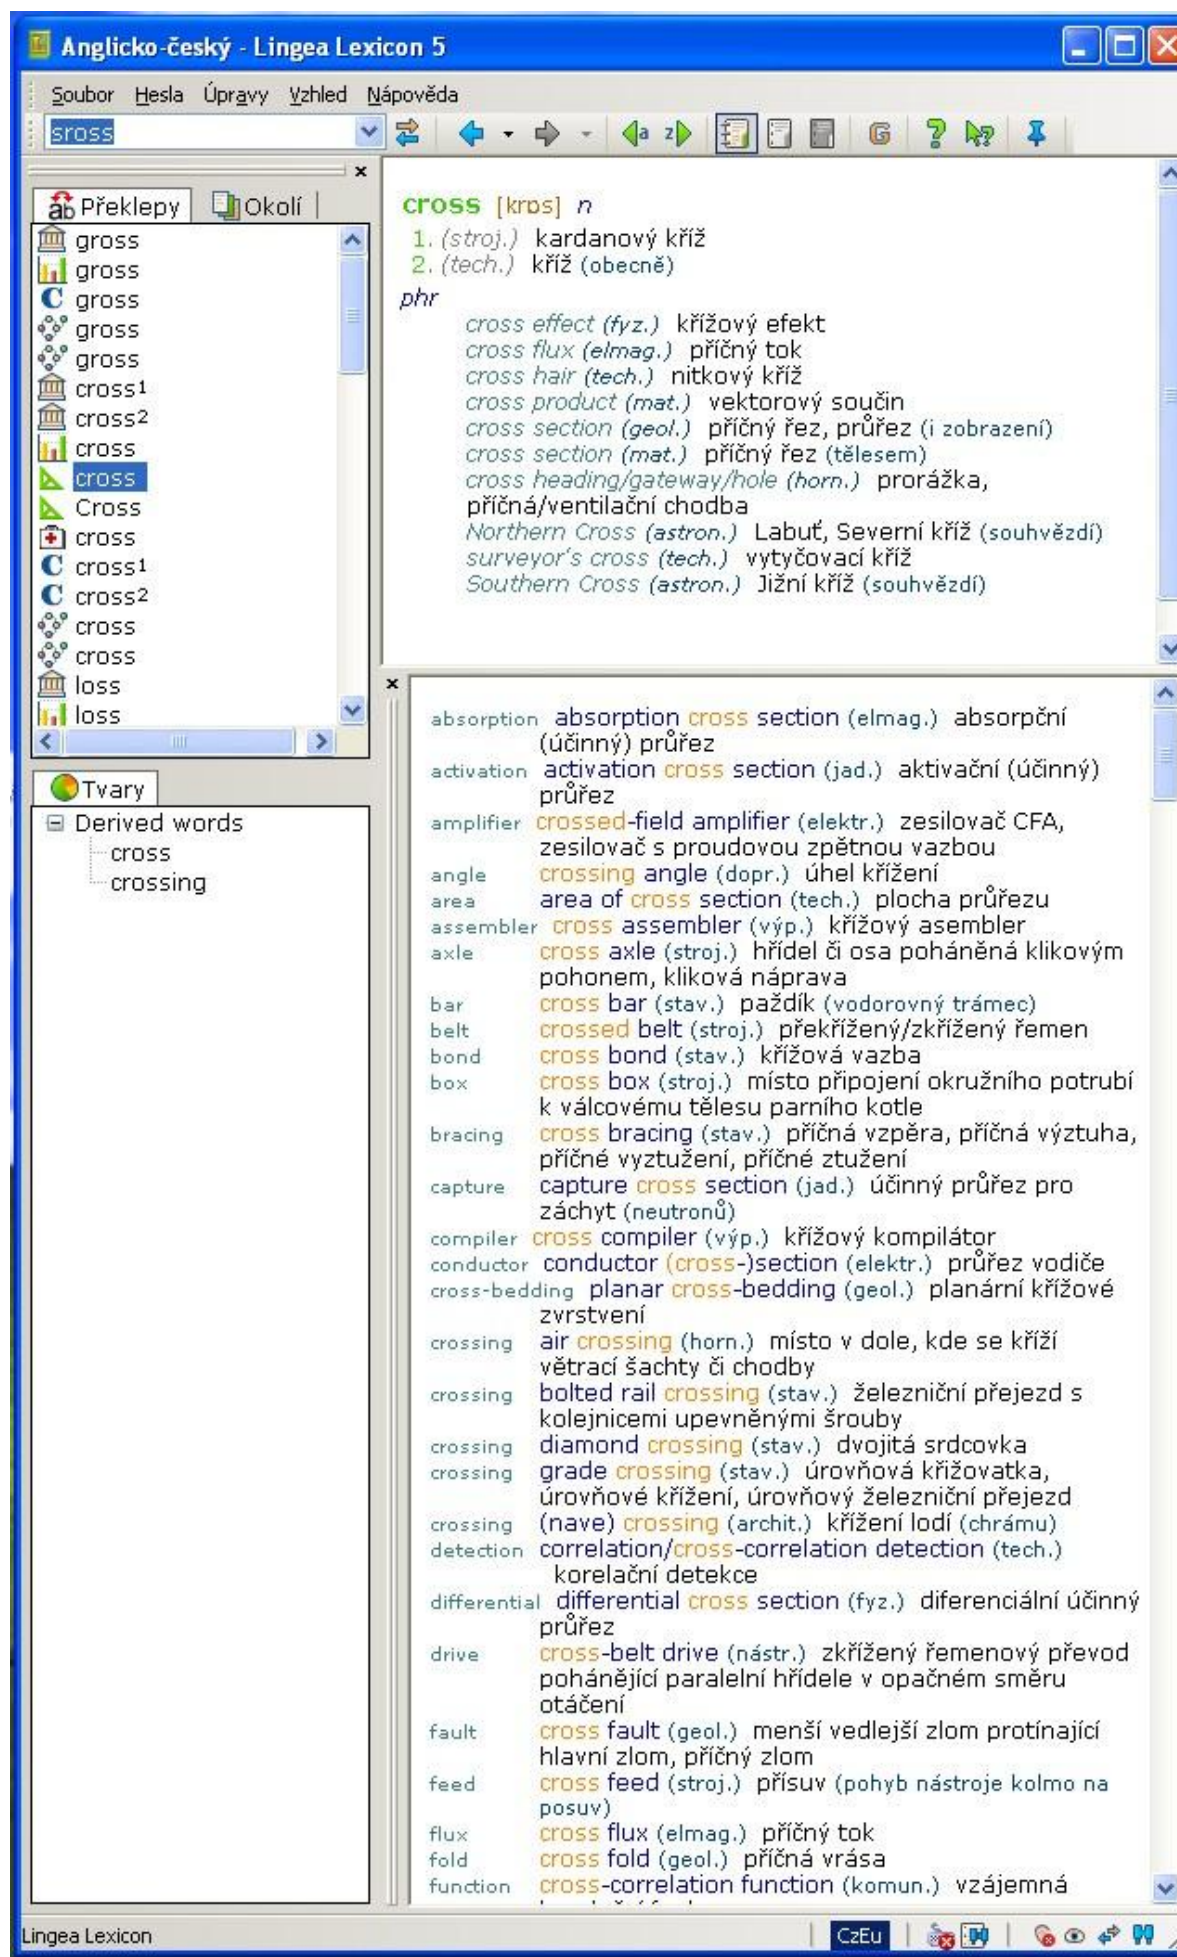 Anglicko-český - Lingea Lexicon 5
Soubor Hesla Úpravy Vzhled Nápověda
sross
a z G ? ?
Překlepy Okolí
gross
gross
C gross
gross
gross
cross1
cross2
cross
cross
Cross
cross
C cross1
C cross2
cross
cross
loss
loss
Tvary
Derived words
cross
crossing
cross [krɒs] n
1. (stroj.) kardanový kříž
2. (tech.) kříž (obecně)
phr
cross effect (fyz.) křížový efekt
cross flux (elmag.) příčný tok
cross hair (tech.) nitkový kříž
cross product (mat.) vektorový součin
cross section (geol.) příčný řez, průřez (i zobrazení)
cross section (mat.) příčný řez (tělesem)
cross heading/gateway/hole (horn.) prorážka,
příčná/ventilační chodba
Northern Cross (astron.) Labuť, Severní kříž (souhvězdí)
surveyor's cross (tech.) vytyčovací kříž
Southern Cross (astron.) Jižní kříž (souhvězdí)
absorption absorption cross section (elmag.) absorpční
(účinný) průřez
activation activation cross section (jad.) aktivační (účinný)
průřez
amplifier crossed-field amplifier (elektr.) zesilovač CFA,
zesilovač s proudovou zpětnou vazbou
angle crossing angle (dopr.) úhel křížení
area area of cross section (tech.) plocha průřezu
assembler cross assembler (výp.) křížový asembler
axle cross axle (stroj.) hřídel či osa poháněná klikovým
pohonem, kliková náprava
bar cross bar (stav.) paždík (vodorovný trámec)
belt crossed belt (stroj.) překřížený/zkřížený řemen
bond cross bond (stav.) křížová vazba
box cross box (stroj.) místo připojení okružního potrubí
k válcovému tělesu parního kotle
bracing cross bracing (stav.) příčná vzpěra, příčná výztuha,
příčné vyztužení, příčné ztužení
capture capture cross section (jad.) účinný průřez pro
záchyt (neutronů)
compiler cross compiler (výp.) křížový kompilátor
conductor conductor (cross-)section (elektr.) průřez vodiče
cross-bedding planar cross-bedding (geol.) planární křížové
zvrstvení
crossing air crossing (horn.) místo v dole, kde se kříží
větrací šachty či chodby
crossing bolted rail crossing (stav.) železniční přejezd s
kolejnicemi upevněnými šrouby
crossing diamond crossing (stav.) dvojitá srdcovka
crossing grade crossing (stav.) úrovňová křižovatka,
úrovňové křížení, úrovňový železniční přejezd
crossing (nave) crossing (archit.) křížení lodí (chrámu)
detection correlation/cross-correlation detection (tech.)
korelační detekce
differential differential cross section (fyz.) diferenciální účinný
průřez
drive cross-belt drive (nástr.) zkřížený řemenový převod
pohánějící paralelní hřídele v opačném směru
otáčení
fault cross fault (geol.) menší vedlejší zlom protínající
hlavní zlom, příčný zlom
feed cross feed (stroj.) přísuv (pohyb nástroje kolmo na
posuv)
flux cross flux (elmag.) příčný tok
fold cross fold (geol.) příčná vrása
function cross-correlation function (komun.) vzájemná
Lingea Lexicon CzEu